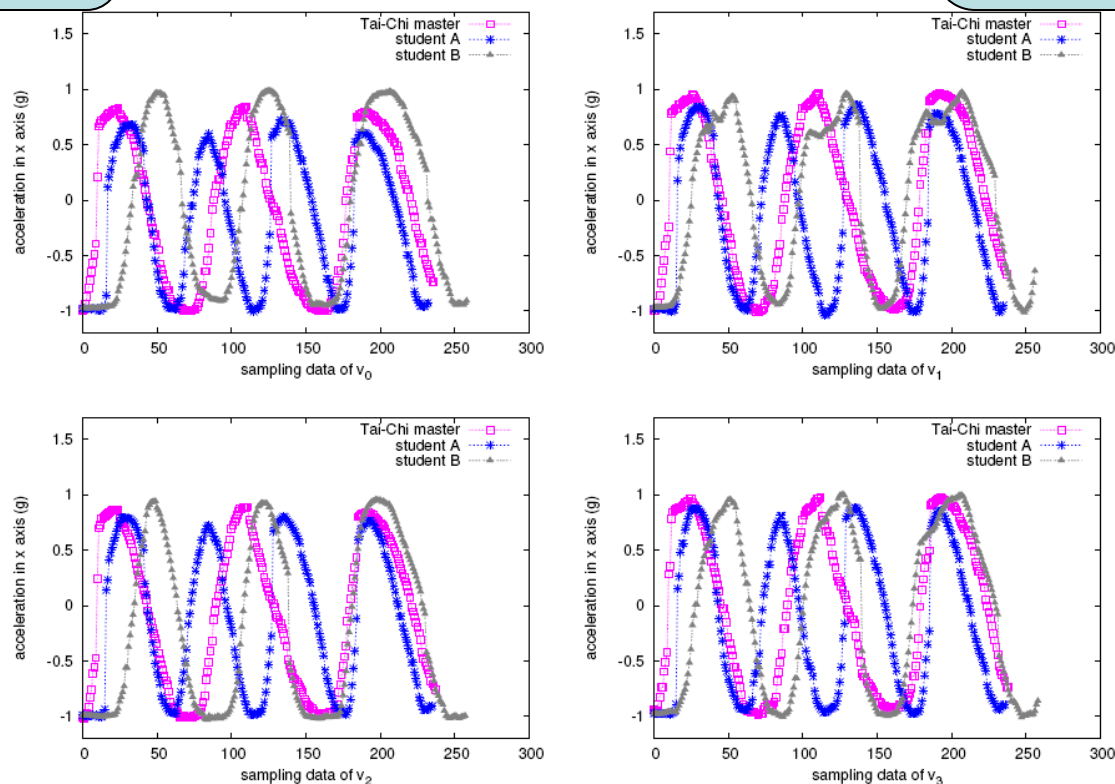 1.5
1
0.5
0
-0.5
-1
acceleration in x axis (g)
Tai-Chi master
student A
student B
0 50 100 150 200 250 300
sampling data of v0
1.5
1
0.5
0
-0.5
-1
acceleration in x axis (g)
Tai-Chi master
student A
student B
0 50 100 150 200 250 300
sampling data of v1
1.5
1
0.5
0
-0.5
-1
acceleration in x axis (g)
Tai-Chi master
student A
student B
0 50 100 150 200 250 300
sampling data of v2
1.5
1
0.5
0
-0.5
-1
acceleration in x axis (g)
Tai-Chi master
student A
student B
0 50 100 150 200 250 300
sampling data of v3